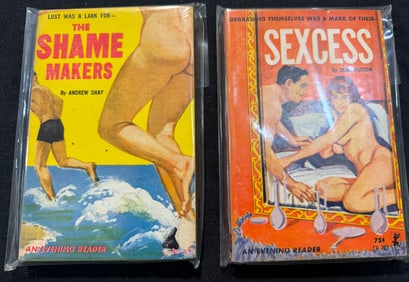 LUST WAS A LARK FOR—
THE
SHAME
MAKERS
By ANDREW SHAY
AN EVENING READER
DEGRADING THEMSELVES WAS A MARK OF THEIR—
SEXCESS
by
AN EVENING READER
75¢